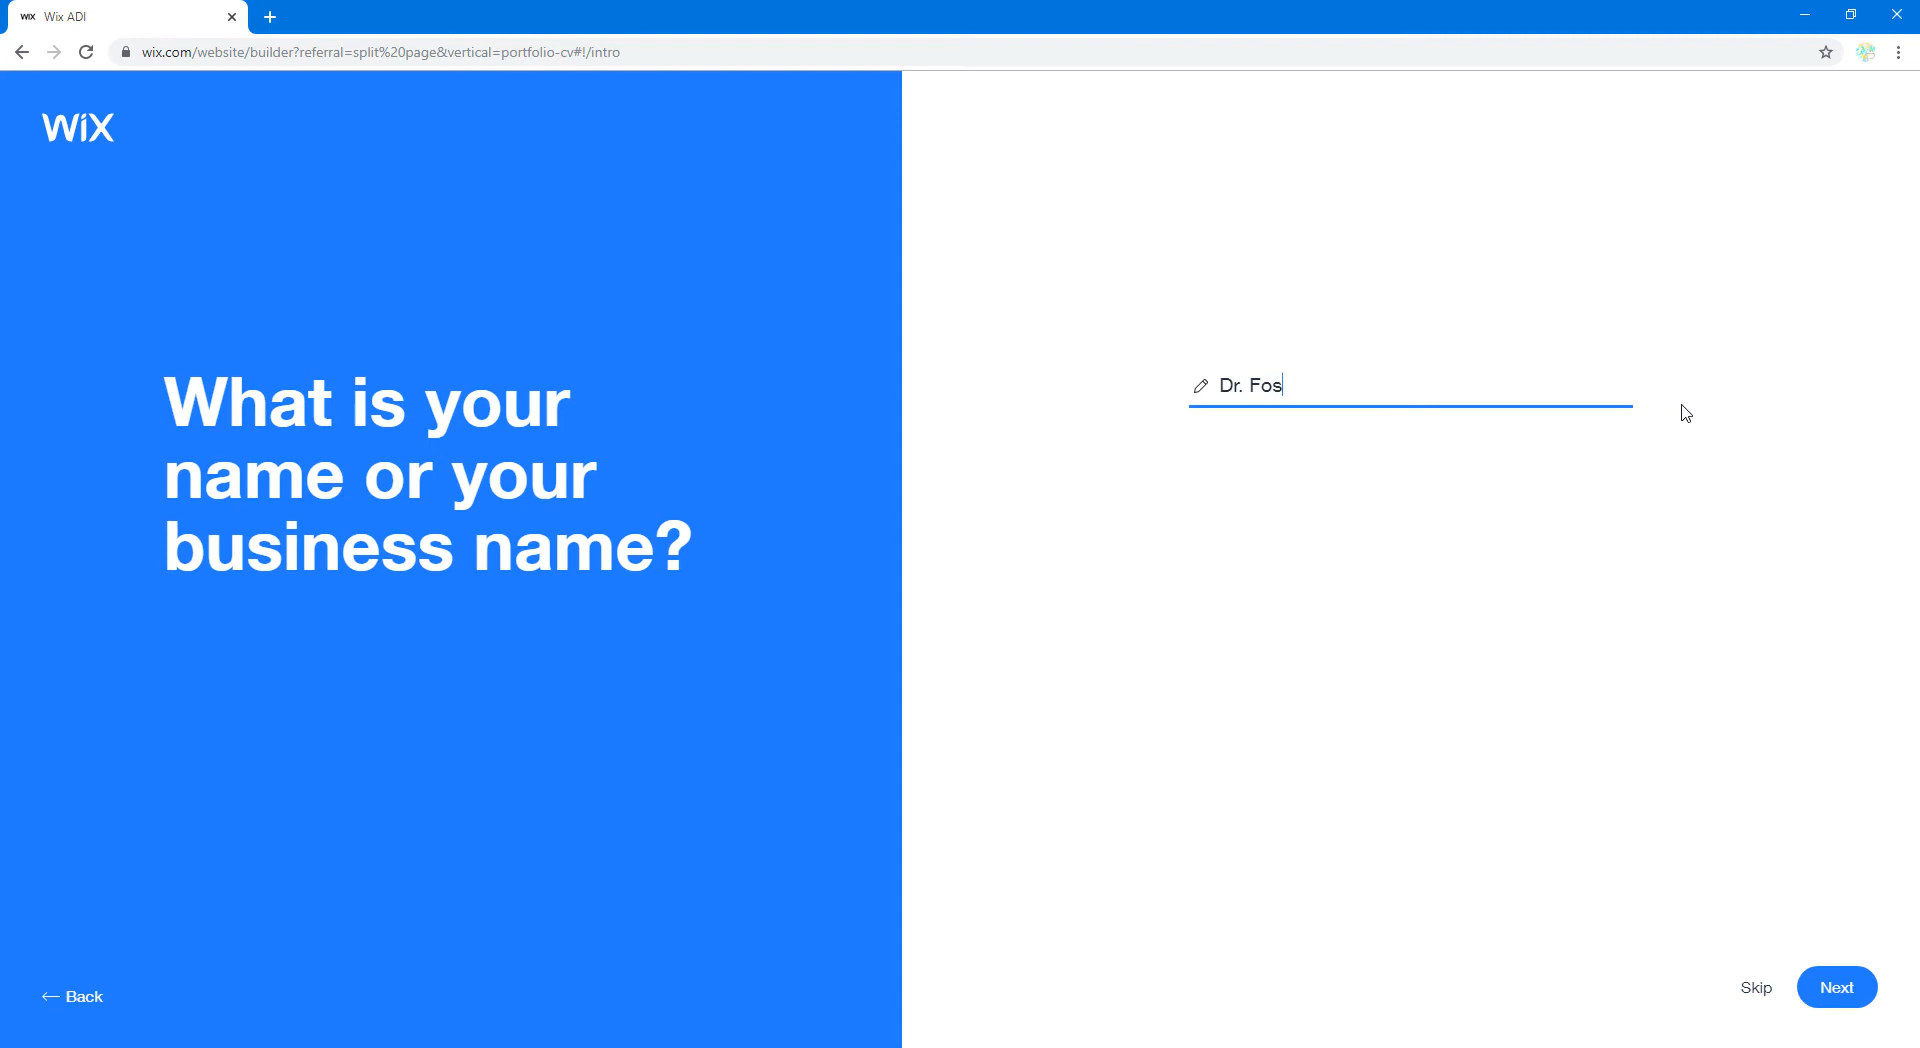 WiX Wix ADI
wix.com/website/builder?referral=split%20page&vertical=portfolio-cv#!/intro
WiX
What is your
name or your
business name?
Dr. Fos
Back
Skip
Next